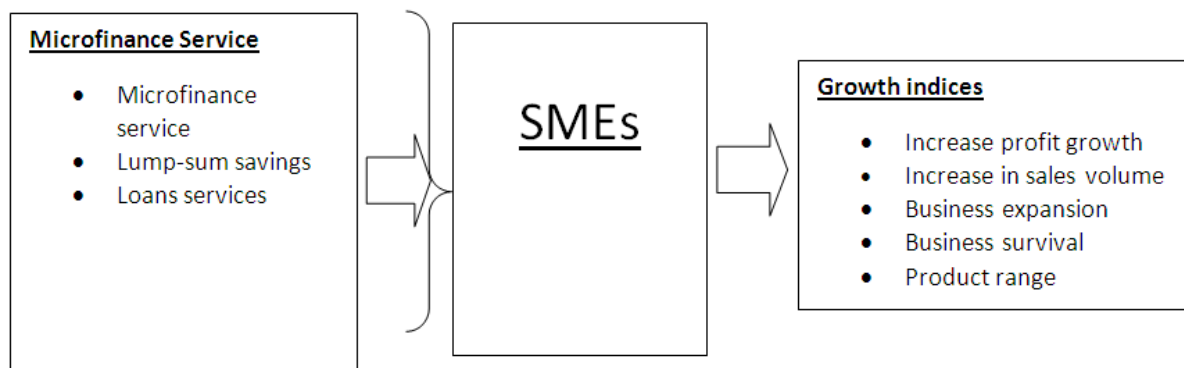 Microfinance Service
• Microfinance
service
• Lump-sum savings
• Loans services
SMEs
Growth indices
• Increase profit growth
• Increase in sales volume
• Business expansion
• Business survival
• Product range